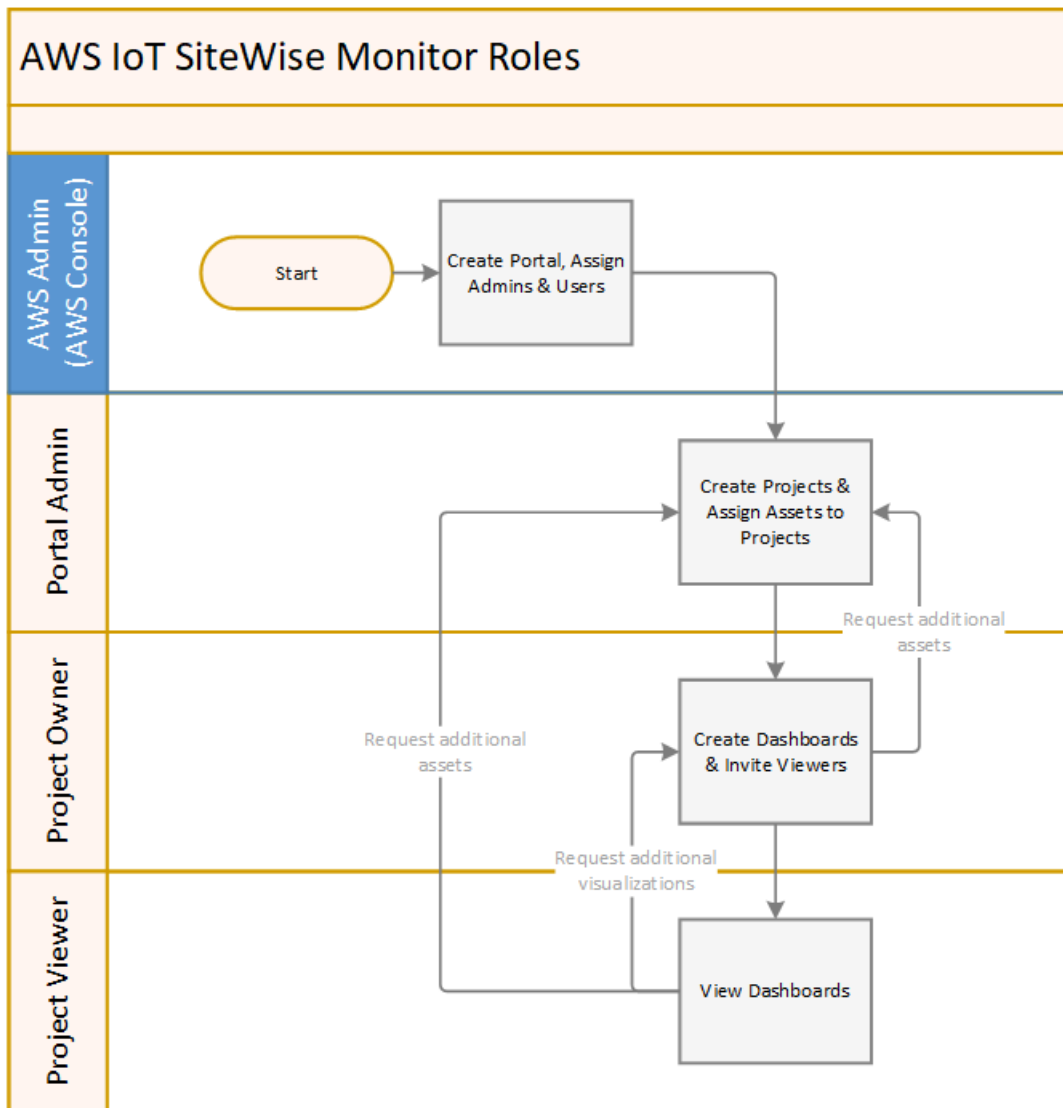 AWS IoT SiteWise Monitor Roles
AWS Admin
(AWS Console)
Start
Create Portal, Assign
Admins & Users
Portal Admin
Create Projects &
Assign Assets to
Projects
Request additional
assets
Project Owner
Request additional
assets
Create Dashboards
& Invite Viewers
Request additional
visualizations
Project Viewer
View Dashboards